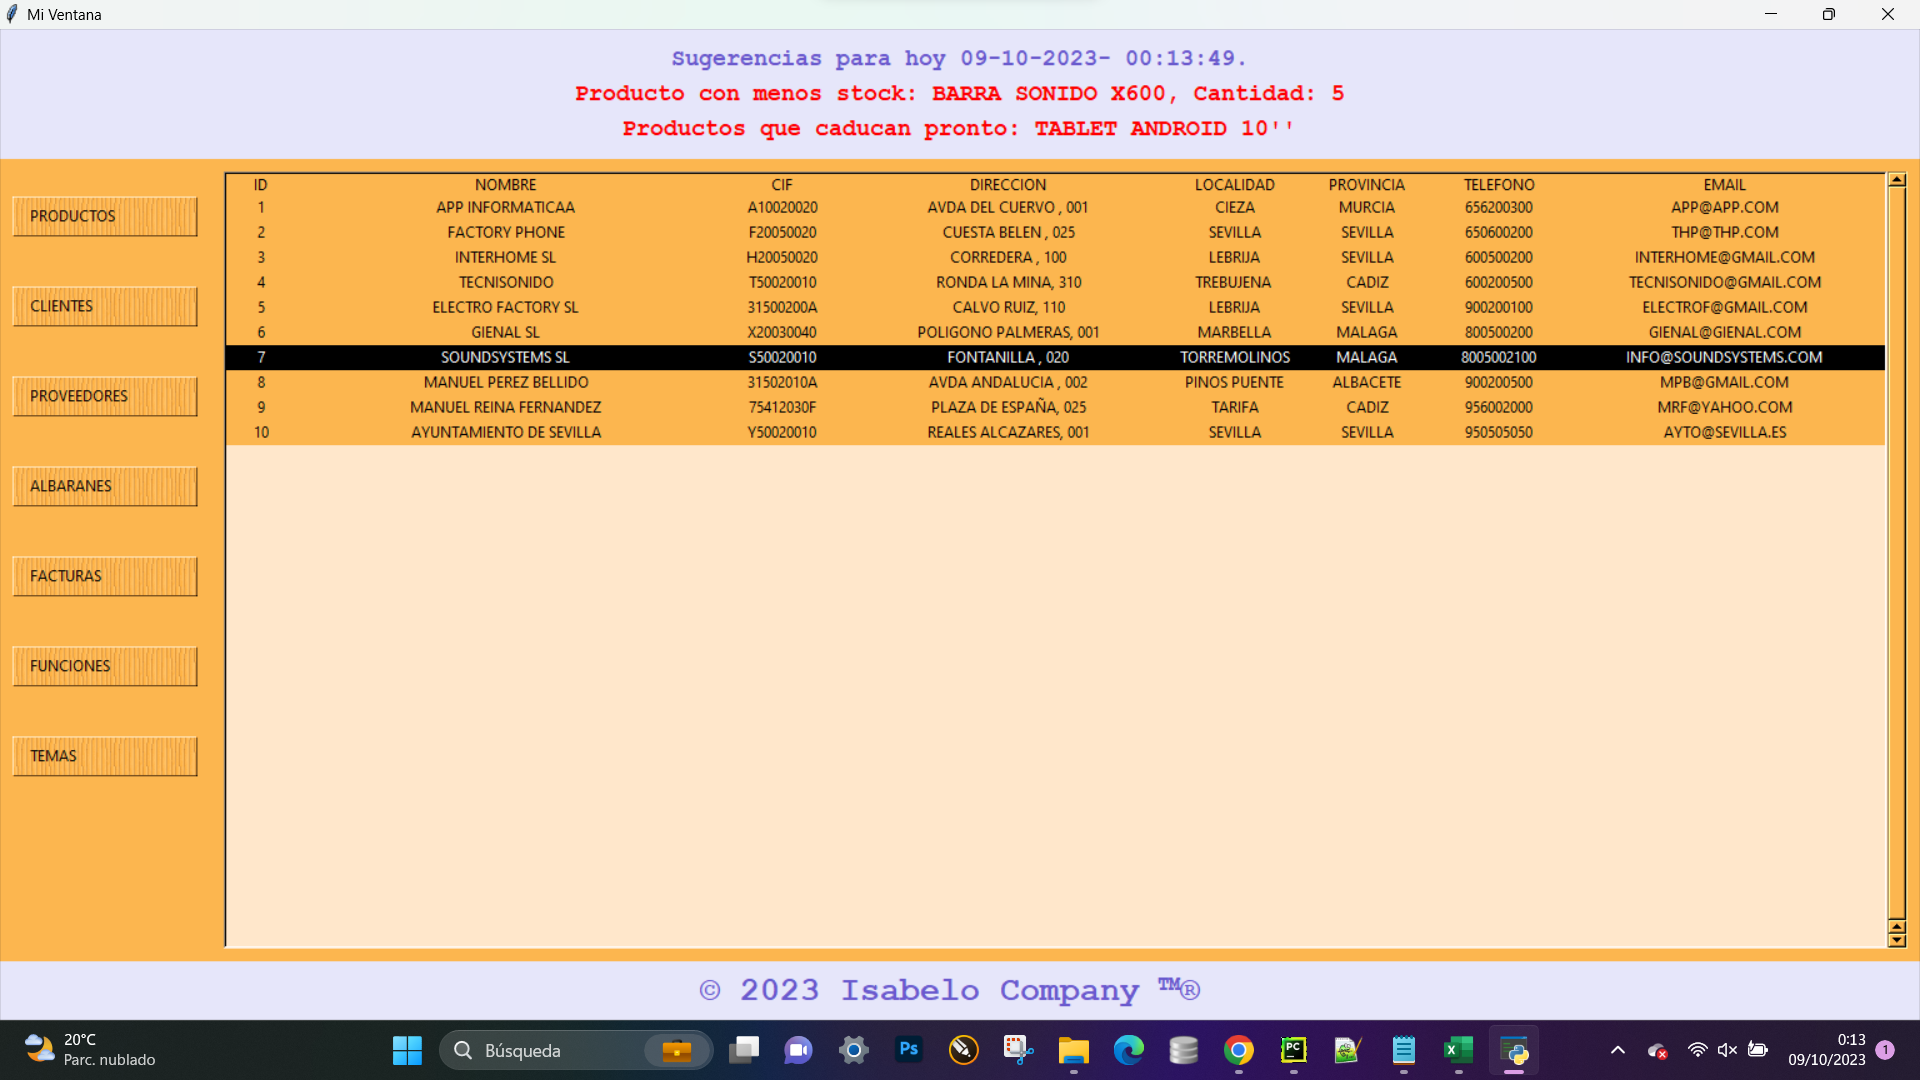 Mi Ventana
Sugerencias para hoy 09-10-2023- 00:13:49.
Producto con menos stock: BARRA SONIDO X600, Cantidad: 5
Productos que caducan pronto: TABLET ANDROID 10''
PRODUCTOS
CLIENTES
PROVEEDORES
ALBARANES
FACTURAS
FUNCIONES
TEMAS
ID NOMBRE CIF DIRECCION LOCALIDAD PROVINCIA TELEFONO EMAIL
1 APP INFORMATICAA A10020020 AVDA DEL CUERVO , 001 CIEZA MURCIA 656200300 APP@APP.COM
2 FACTORY PHONE F20050020 CUESTA BELEN , 025 SEVILLA SEVILLA 650600200 THP@THP.COM
3 INTERHOME SL H20050020 CORREDERA , 100 LEBRIJA SEVILLA 600500200 INTERHOME@GMAIL.COM
4 TECNISONIDO T50020010 RONDA LA MINA, 310 TREBUJENA CADIZ 600200500 TECNISONIDO@GMAIL.COM
5 ELECTRO FACTORY SL 31500200A CALVO RUIZ, 110 LEBRIJA SEVILLA 900200100 ELECTROF@GMAIL.COM
6 GIENAL SL X20030040 POLIGONO PALMERAS, 001 MARBELLA MALAGA 800500200 GIENAL@GIENAL.COM
7 SOUNDSYSTEMS SL S50020010 FONTANILLA , 020 TORREMOLINOS MALAGA 8005002100 INFO@SOUNDSYSTEMS.COM
8 MANUEL PEREZ BELLIDO 31502010A AVDA ANDALUCIA , 002 PINOS PUENTE ALBACETE 900200500 MPB@GMAIL.COM
9 MANUEL REINA FERNANDEZ 75412030F PLAZA DE ESPAÑA, 025 TARIFA CADIZ 956002000 MRF@YAHOO.COM
10 AYUNTAMIENTO DE SEVILLA Y50020010 REALES ALCAZARES, 001 SEVILLA SEVILLA 950505050 AYTO@SEVILLA.ES
© 2023 Isabelo Company ™®
20°C
Parc. nublado
Búsqueda
Ps
PC
X
0:13
09/10/2023
1